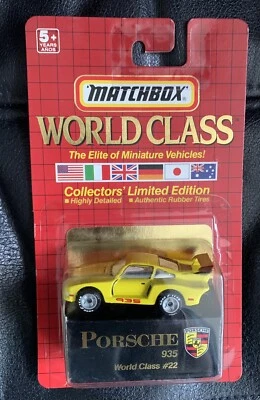 5+
YEARS
AÑOS
MATCHBOX
WORLD CLASS
The Elite of Miniature Vehicles!
Collectors' Limited Edition
■ Highly Detailed ■ Authentic Rubber Tires
935
PORSCHE
935
World Class #22